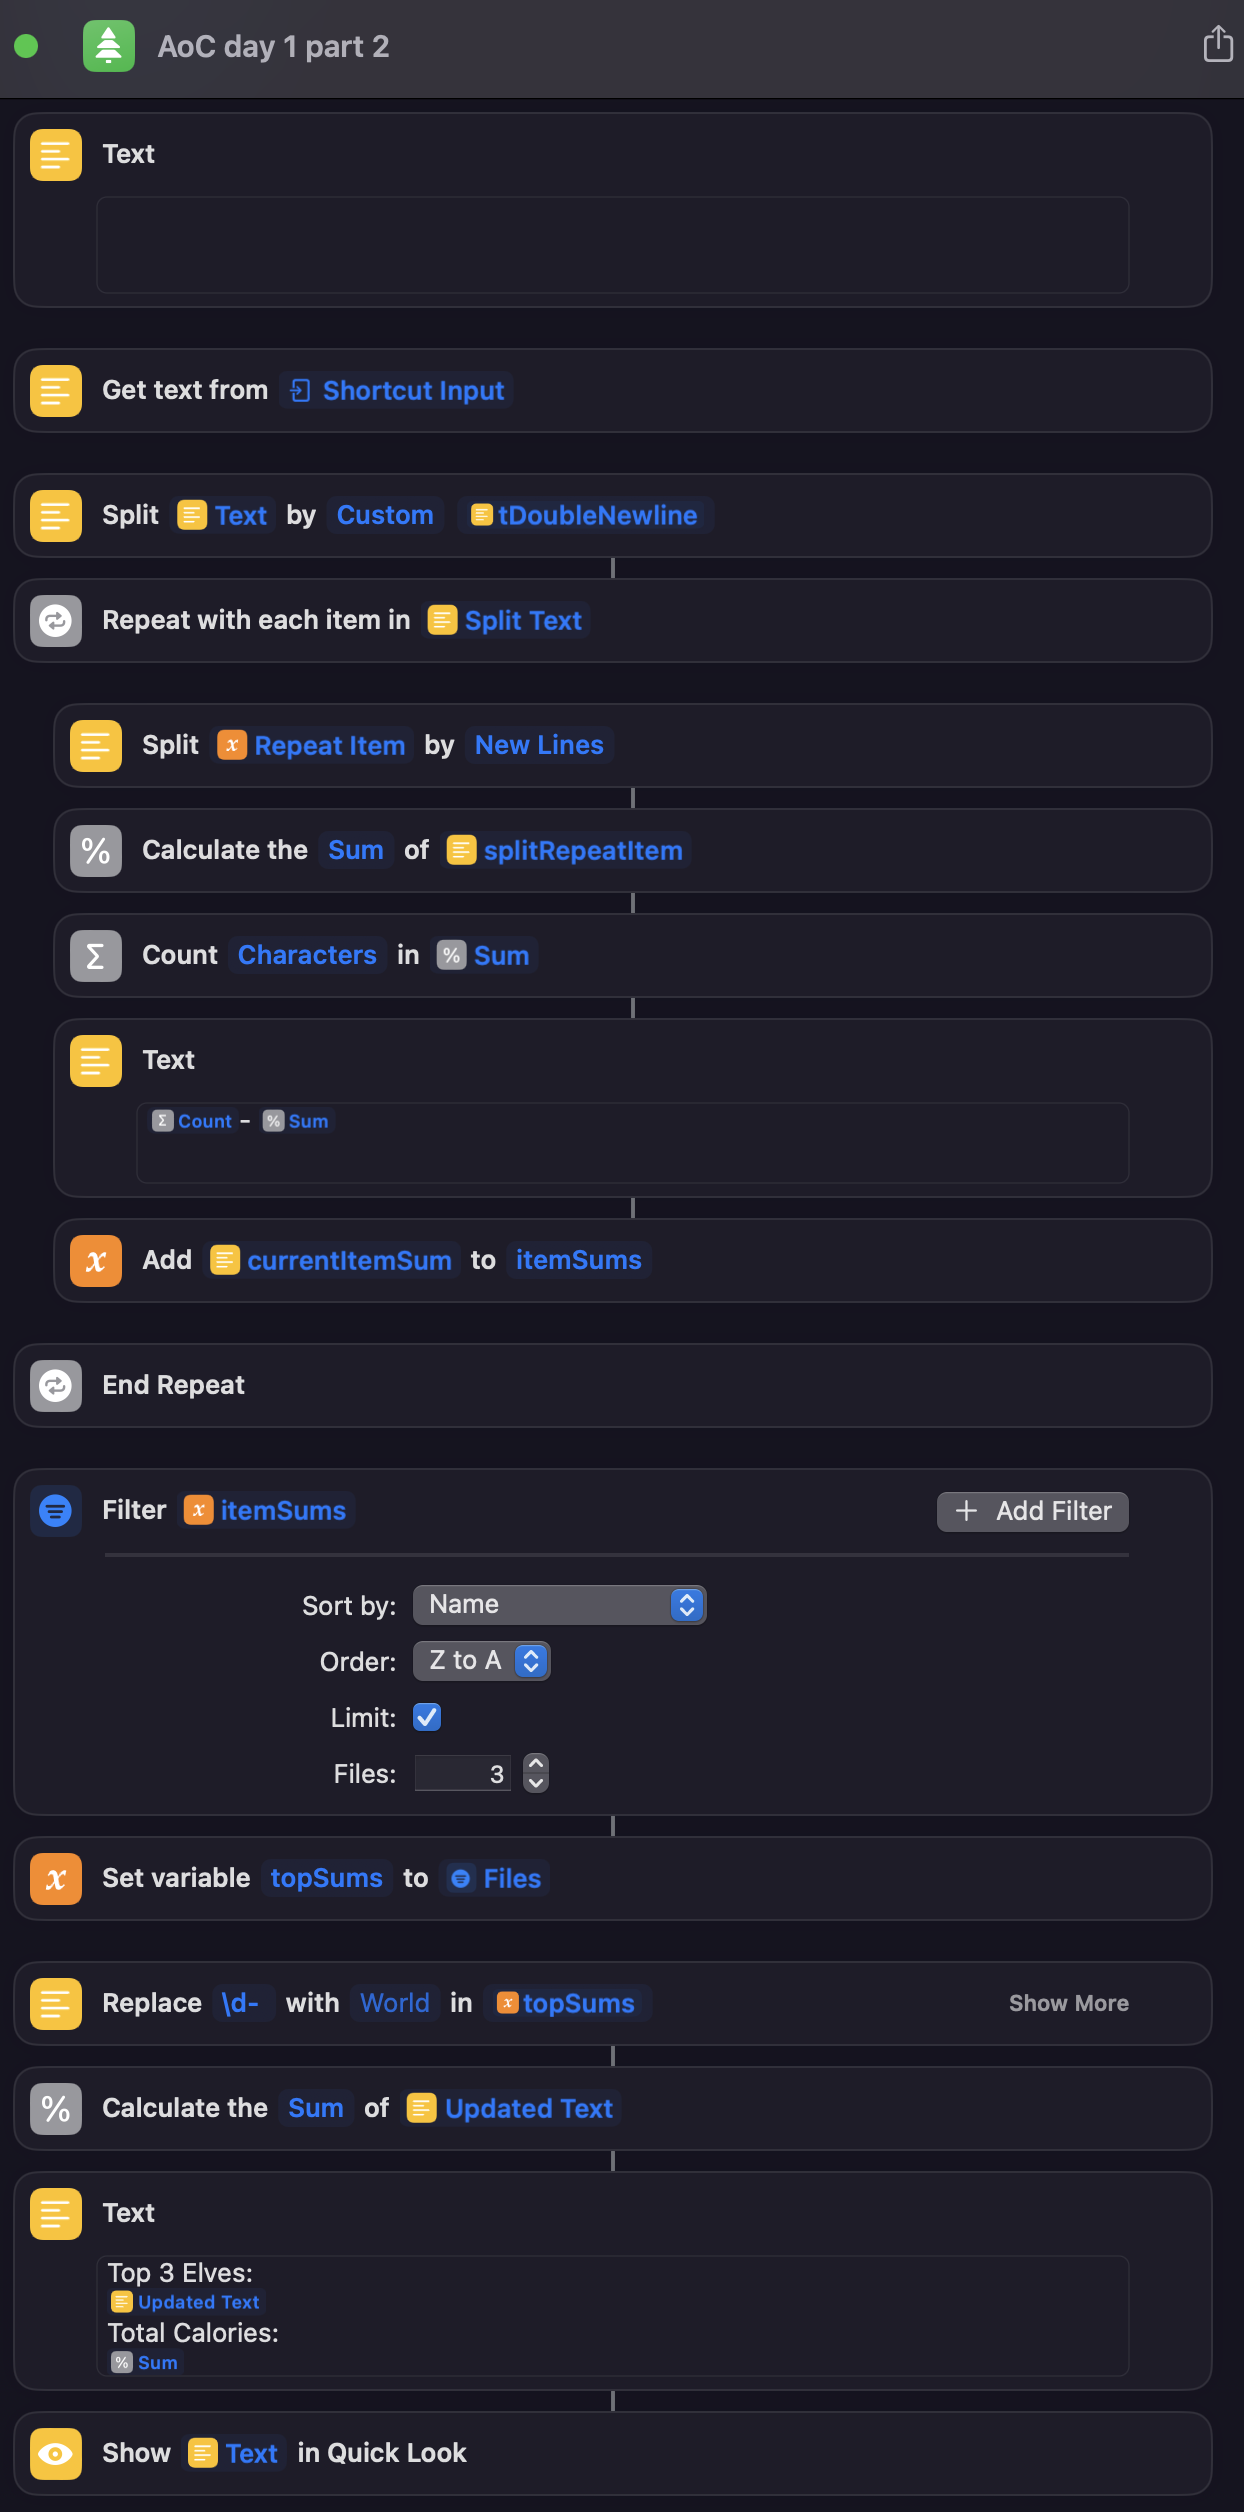 AoC day 1 part 2
Text
Get text from Shortcut Input
Split Text by Custom tDoubleNewline
Repeat with each item in Split Text
Split x Repeat Item by New Lines
% Calculate the Sum of splitRepeatItem
Σ Count Characters in % Sum
Text
Σ Count - % Sum
x Add currentItemSum to itemSums
End Repeat
Filter x itemSums + Add Filter
Sort by: Name
Order: Z to A
Limit:
Files: 3
x Set variable topSums to Files
Replace \d- with World in x topSums Show More
% Calculate the Sum of Updated Text
Text
Top 3 Elves:
Updated Text
Total Calories:
% Sum
Show Text in Quick Look